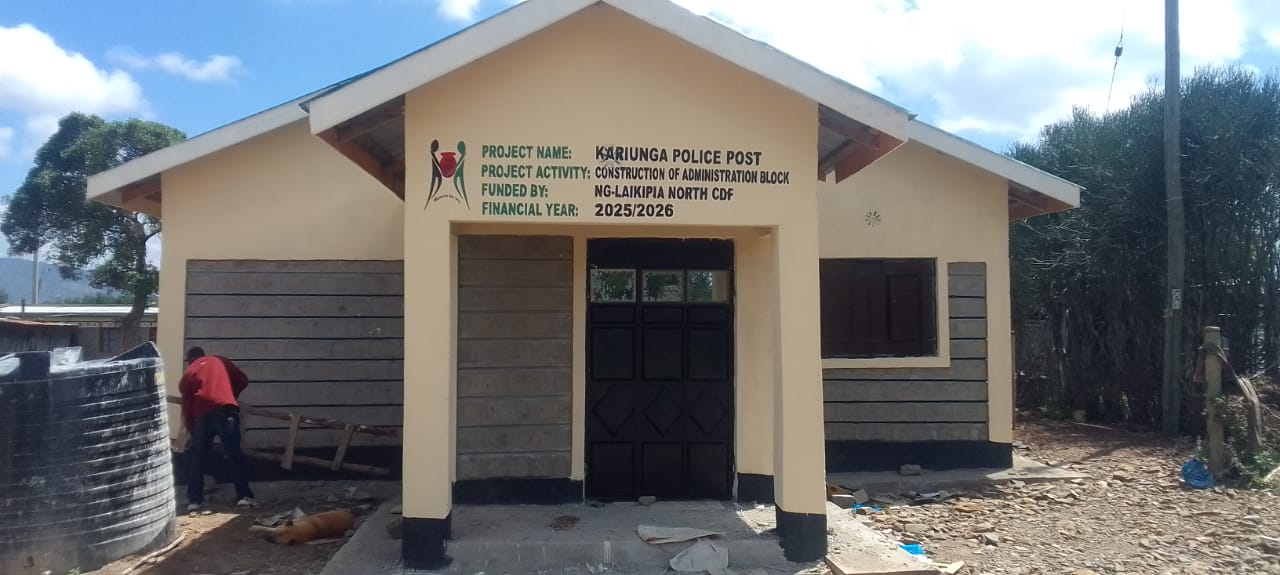 PROJECT NAME: KARIUNGA POLICE POST
PROJECT ACTIVITY: CONSTRUCTION OF ADMINISTRATION BLOCK
FUNDED BY: NG-LAIKIPIA NORTH CDF
FINANCIAL YEAR: 2025/2026